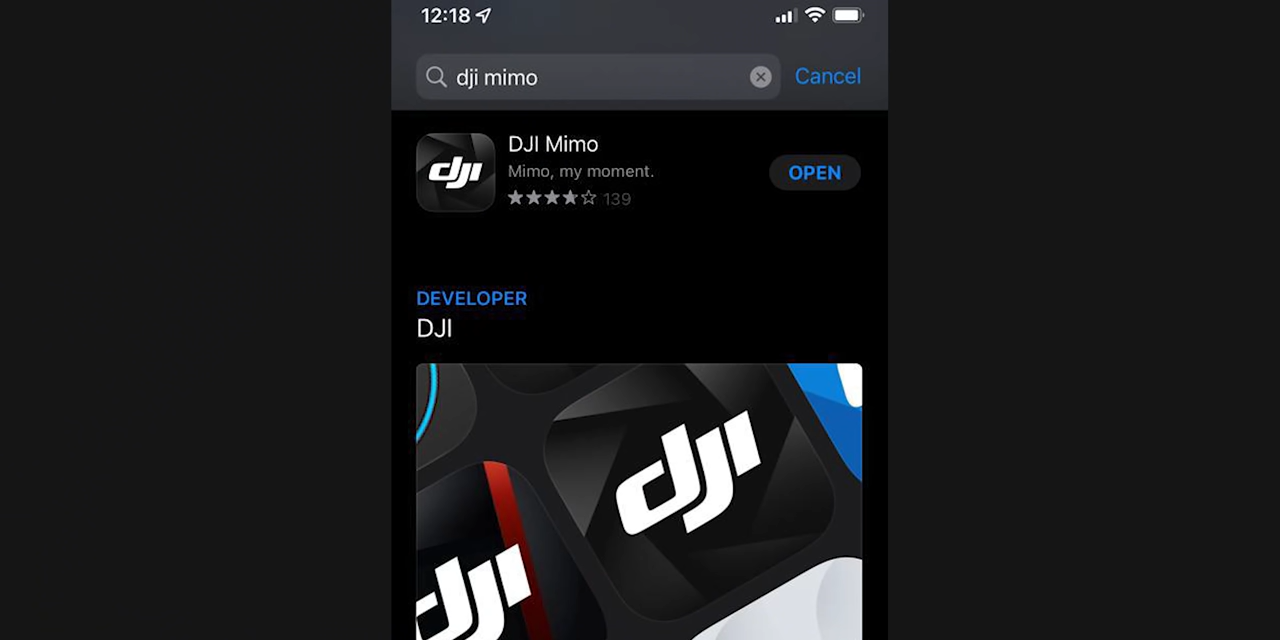 12:18
dji mimo
Cancel
dji
DJI Mimo
Mimo, my moment.
139
OPEN
DEVELOPER
DJI
dji
dji